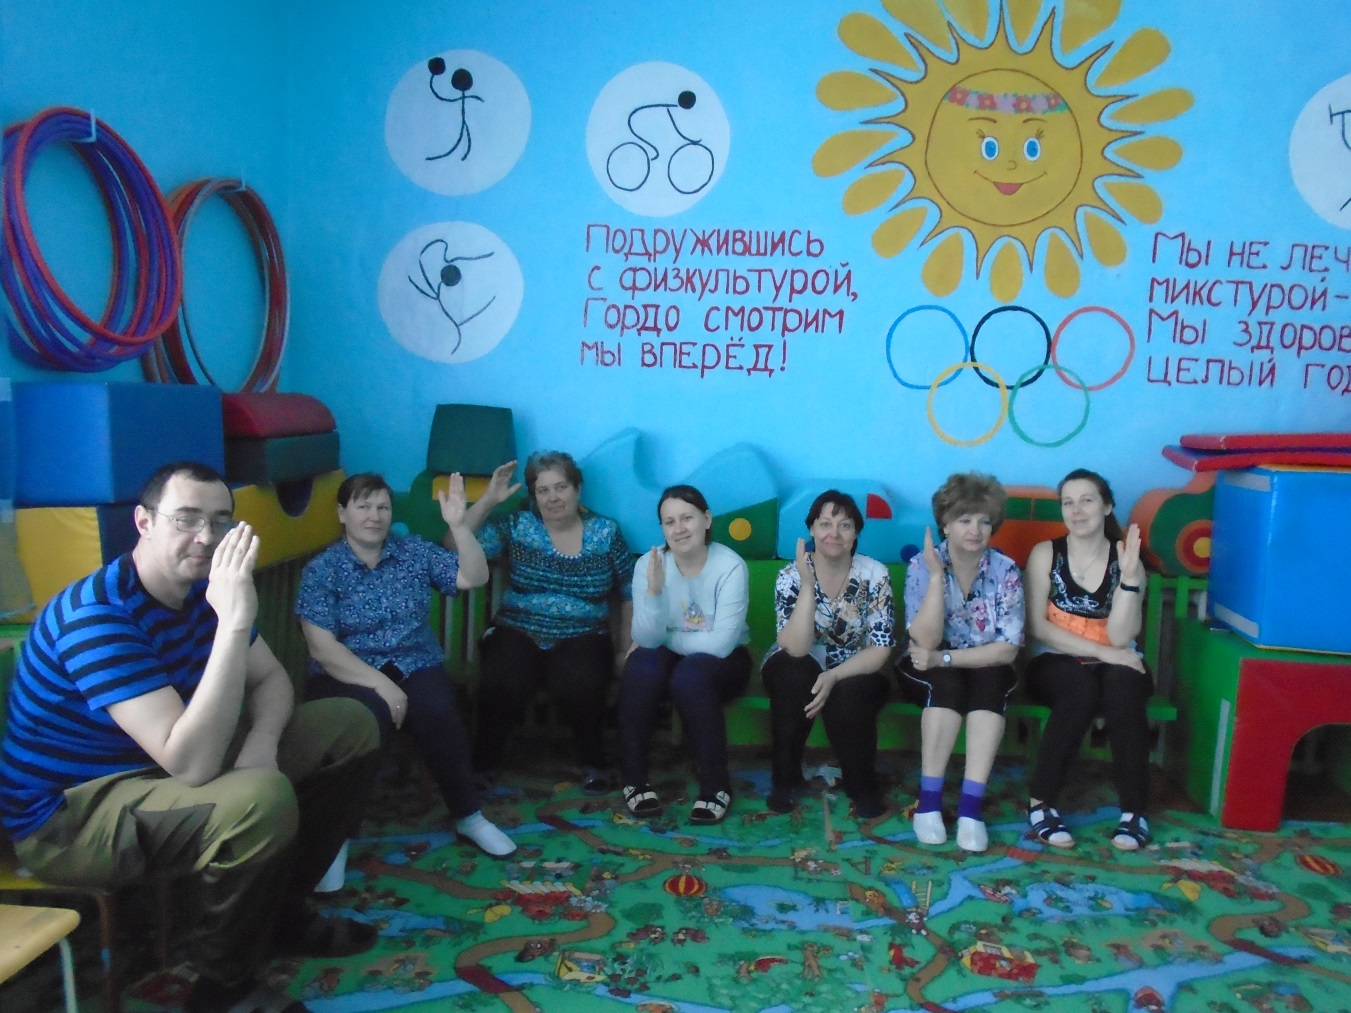 Подружившись
с физкультурой,
Гордо смотрим
мы вперёд!
Мы не
микстурой-
Мы
целый